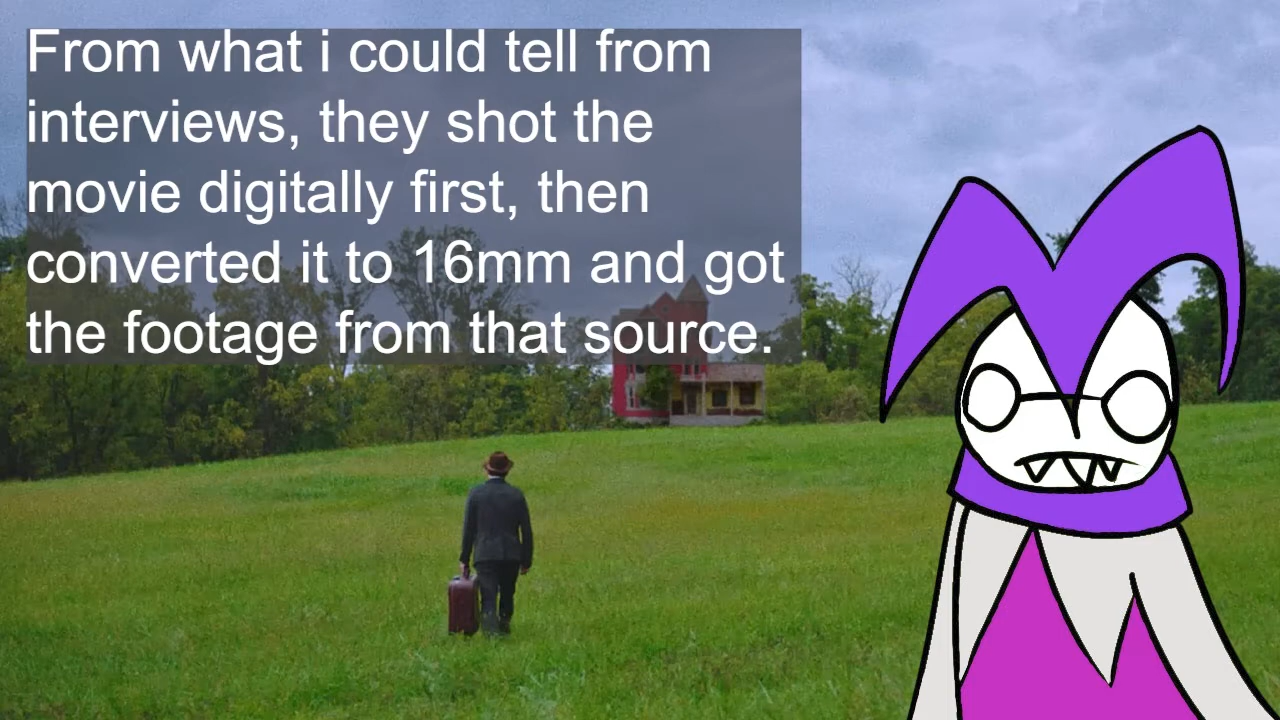 From what i could tell from
interviews, they shot the
movie digitally first, then
converted it to 16mm and got
the footage from that source.